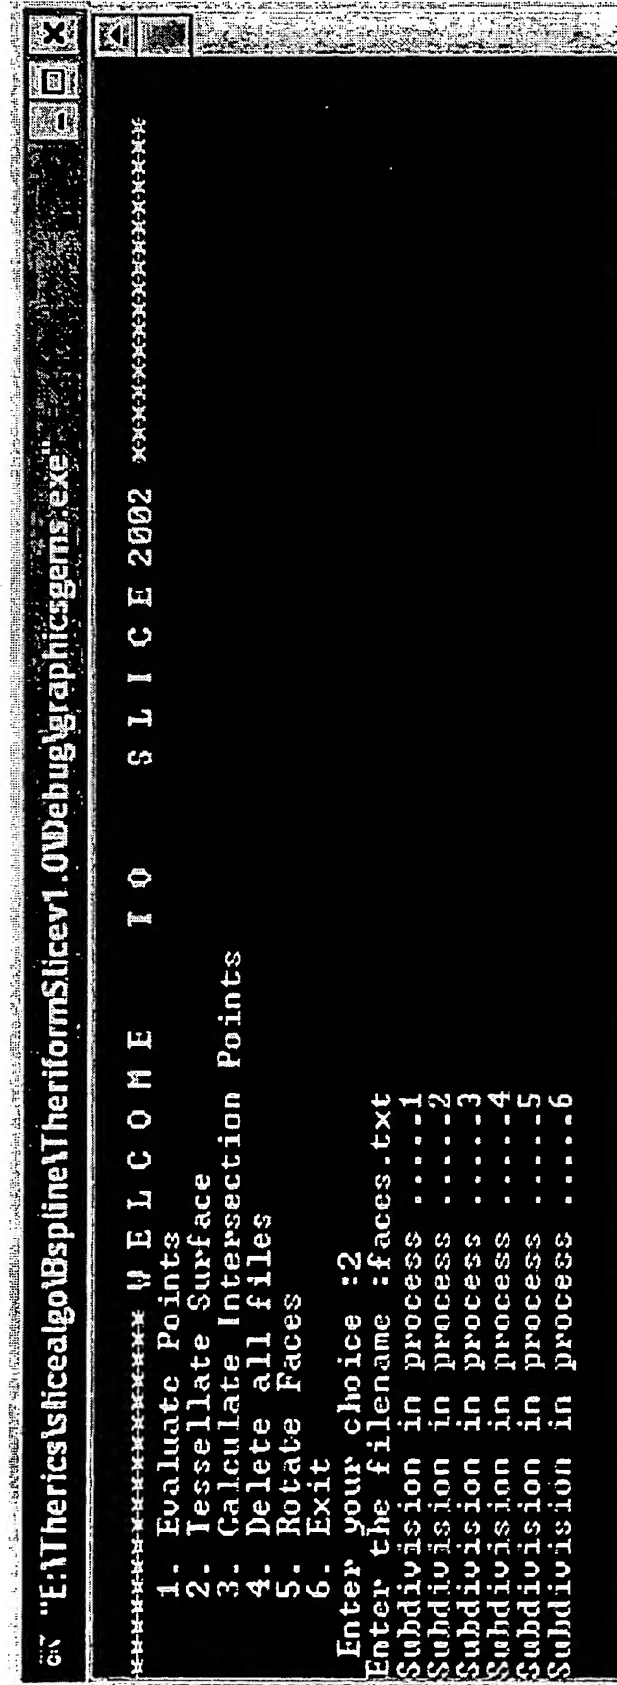 "E:\Therics\slicealgo\Bspline\TheriformSlicev1.0\Debug\graphicsgems.exe"
****************** W E L C O M E T O S L I C E 2002 ********************
1. Evaluate Points
2. Tessellate Surface
3. Calculate Intersection Points
4. Delete all files
5. Rotate Faces
6. Exit
Enter your choice :2
Enter the filename :faces.txt
Subdivision in process .....1
Subdivision in process .....2
Subdivision in process .....3
Subdivision in process .....4
Subdivision in process .....5
Subdivision in process .....6